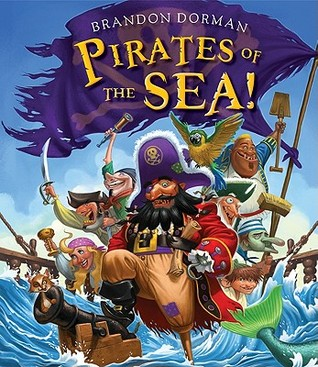 BRANDON DORMAN
PIRATES OF
THE SEA!